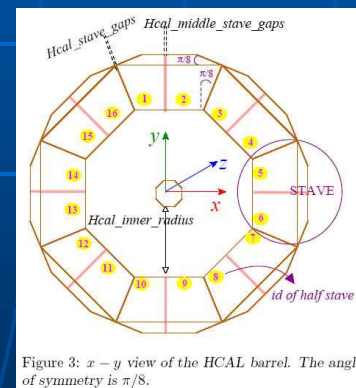 Hcal_stave_gaps
Hcal_middle_stave_gaps
π/8
π/8
1
2
3
4
5
6
7
8
9
10
11
12
13
14
15
16
y
z
x
STAVE
Hcal_inner_radius
id of half stave
Figure 3: x − y view of the HCAL barrel. The angl
of symmetry is π/8.